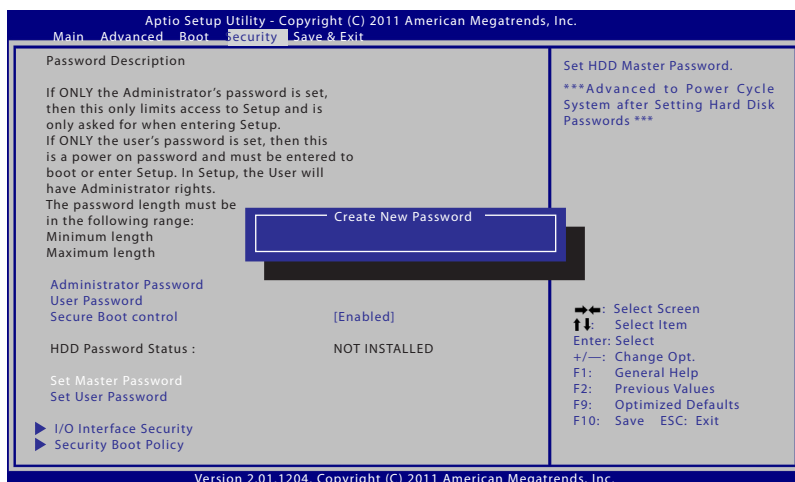 Aptio Setup Utility - Copyright (C) 2011 American Megatrends, Inc.
Main Advanced Boot Security Save & Exit
Password Description
If ONLY the Administrator's password is set,
then this only limits access to Setup and is
only asked for when entering Setup.
If ONLY the user's password is set, then this
is a power on password and must be entered to
boot or enter Setup. In Setup, the User will
have Administrator rights.
The password length must be
in the following range:
Minimum length
Maximum length
Create New Password
Administrator Password
User Password
Secure Boot control [Enabled]
HDD Password Status : NOT INSTALLED
Set Master Password
Set User Password
I/O Interface Security
Security Boot Policy
Set HDD Master Password.
***Advanced to Power Cycle
System after Setting Hard Disk
Passwords ***
→←: Select Screen
↑↓: Select Item
Enter: Select
+/—: Change Opt.
F1: General Help
F2: Previous Values
F9: Optimized Defaults
F10: Save ESC: Exit
Version 2.01.1204. Copyright (C) 2011 American Megatrends, Inc.